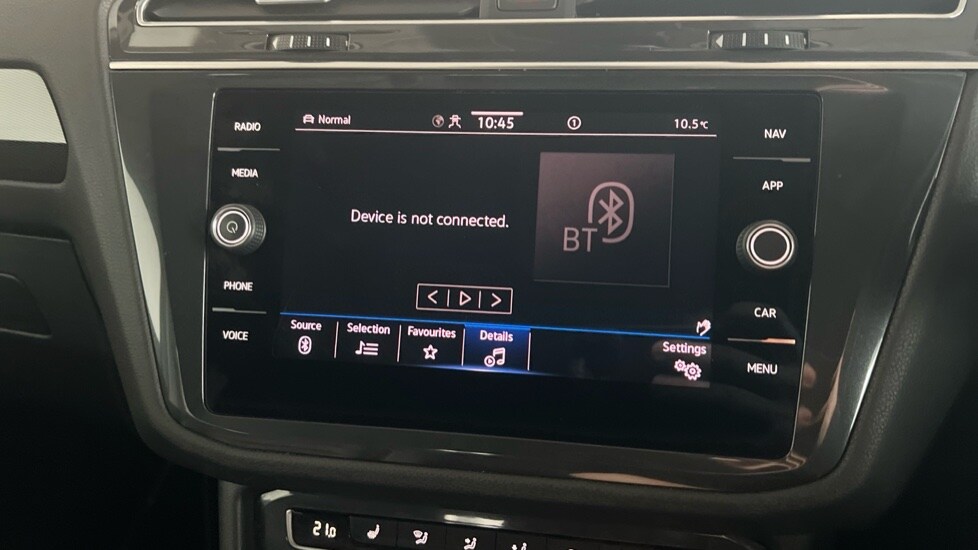 RADIO
MEDIA
PHONE
VOICE
Normal
10:45
1
10.5°C
Device is not connected.
BT
Source
Selection
Favourites
Details
Settings
NAV
APP
CAR
MENU
21.0